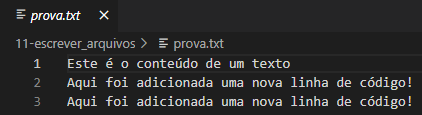 prova.txt ×
11-escrever_arquivos > prova.txt
1 Este é o conteúdo de um texto
2 Aqui foi adicionada uma nova linha de código!
3 Aqui foi adicionada uma nova linha de código!